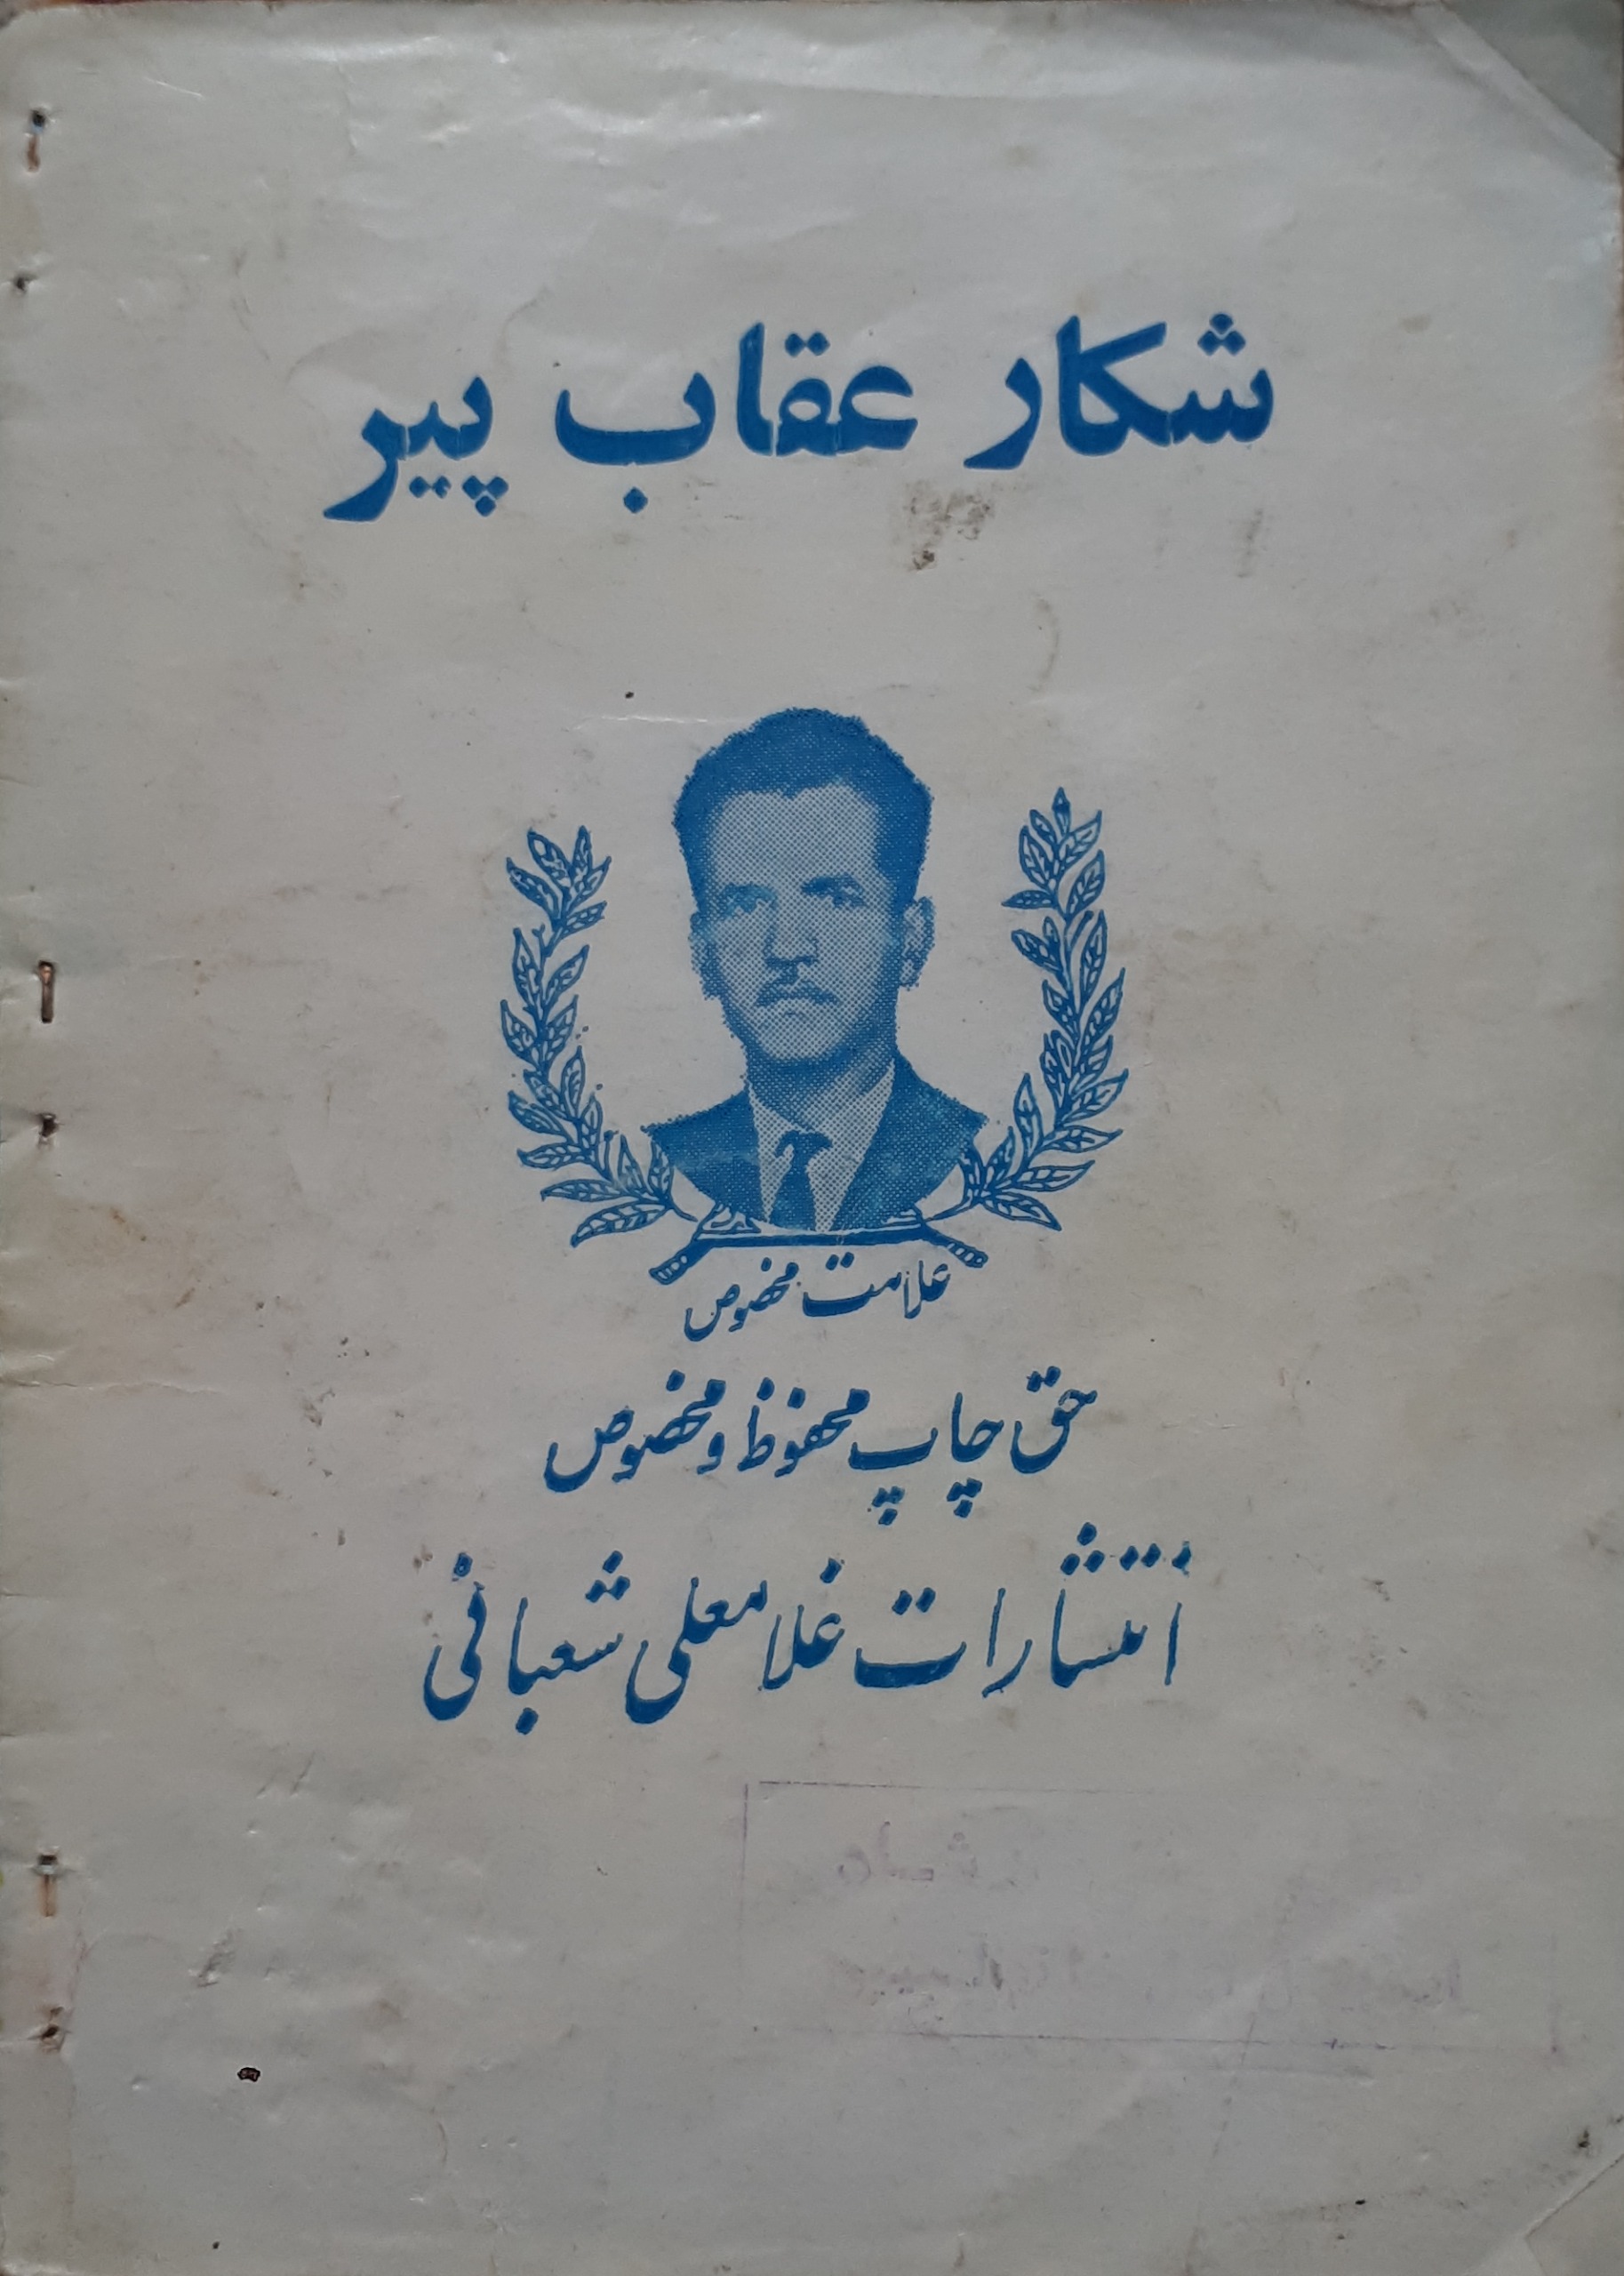 شکار عقاب پیر
علامت مخصوص
حق چاپ محفوظ و مخصوص
انتشارات غلامعلی شعبانی